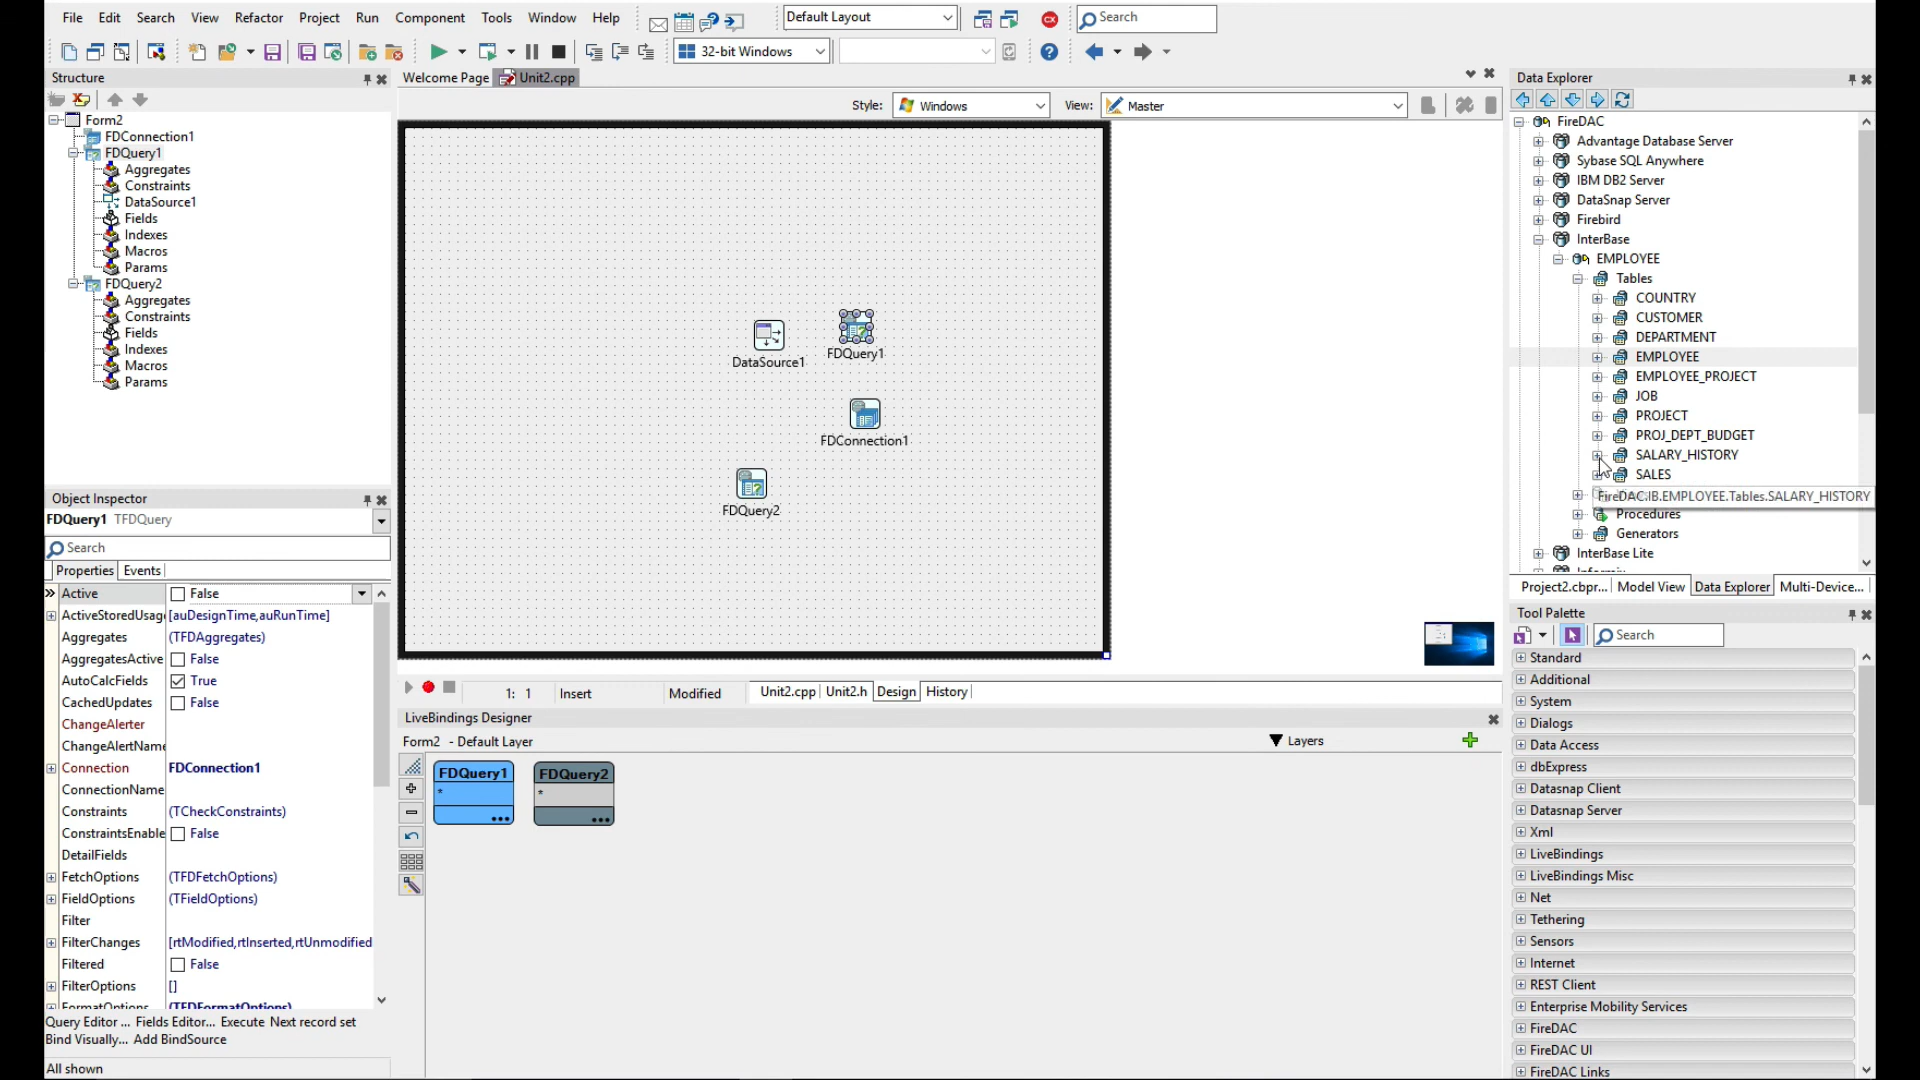 File Edit Search View Refactor Project Run Component Tools Window Help
Default Layout
Search
32-bit Windows
Structure
Form2
FDConnection1
FDQuery1
Aggregates
Constraints
DataSource1
Fields
Indexes
Macros
Params
FDQuery2
Aggregates
Constraints
Fields
Indexes
Macros
Params
Object Inspector
FDQuery1 TFDQuery
Search
Properties Events
Active False
ActiveStoredUsag [auDesignTime,auRunTime]
Aggregates (TFDAggregates)
AggregatesActive False
AutoCalcFields True
CachedUpdates False
ChangeAlerter
ChangeAlertName
Connection FDConnection1
ConnectionName
Constraints (TCheckConstraints)
ConstraintsEnable False
DetailFields
FetchOptions (TFDFetchOptions)
FieldOptions (TFieldOptions)
Filter
FilterChanges [rtModified,rtInserted,rtUnmodified
Filtered False
FilterOptions []
FormatOptions (TFDFormatOptions)
Query Editor ... Fields Editor... Execute Next record set
Bind Visually... Add BindSource
All shown
Welcome Page Unit2.cpp
Style: Windows View: Master
DataSource1
FDQuery1
FDConnection1
FDQuery2
1: 1 Insert Modified Unit2.cpp Unit2.h Design History
LiveBindings Designer
Form2 - Default Layer Layers
FDQuery1 FDQuery2
* *
Data Explorer
FireDAC
Advantage Database Server
Sybase SQL Anywhere
IBM DB2 Server
DataSnap Server
Firebird
InterBase
EMPLOYEE
Tables
COUNTRY
CUSTOMER
DEPARTMENT
EMPLOYEE
EMPLOYEE_PROJECT
JOB
PROJECT
PROJ_DEPT_BUDGET
SALARY_HISTORY
SALES
FireDAC.IB.EMPLOYEE.Tables.SALARY_HISTORY
Procedures
Generators
InterBase Lite
Project2.cbpr... Model View Data Explorer Multi-Device...
Tool Palette
Search
Standard
Additional
System
Dialogs
Data Access
dbExpress
Datasnap Client
Datasnap Server
Xml
LiveBindings
LiveBindings Misc
Net
Tethering
Sensors
Internet
REST Client
Enterprise Mobility Services
FireDAC
FireDAC UI
FireDAC Links